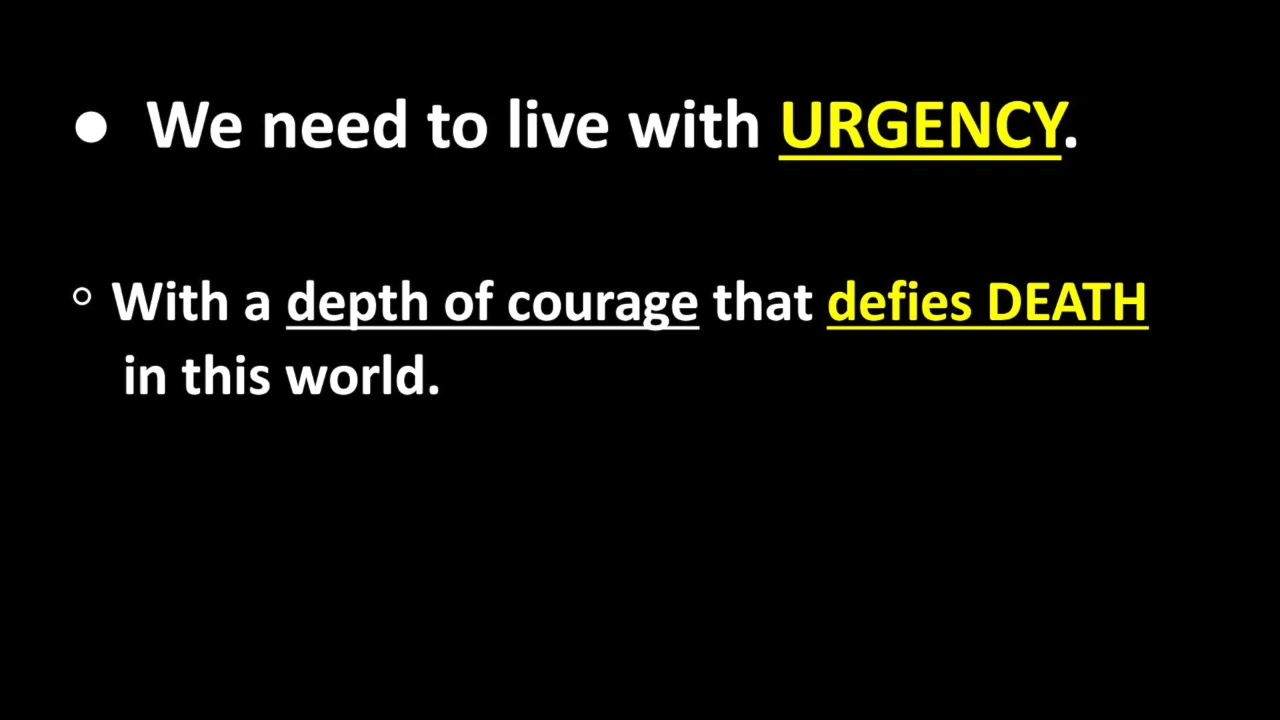 ● We need to live with URGENCY.
○ With a depth of courage that defies DEATH
in this world.